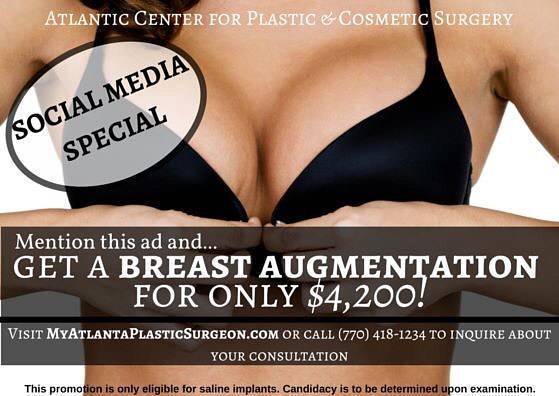 Atlantic Center for Plastic & Cosmetic Surgery
SOCIAL MEDIA
SPECIAL
Mention this ad and...
GET A BREAST AUGMENTATION
FOR ONLY $4,200!
Visit MyAtlantaPlasticSurgeon.com or call (770) 418-1234 to inquire about
your consultation
This promotion is only eligible for saline implants. Candidacy is to be determined upon examination.